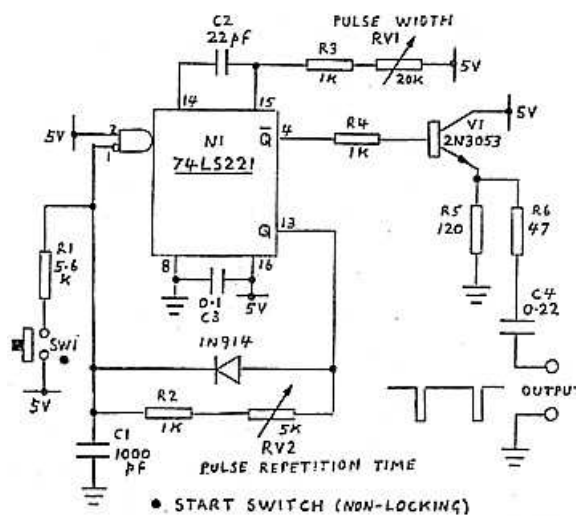 C2
22pf
PULSE WIDTH
RV1
R3
1K
20K
5V
14
15
5V
2
1
N1
74LS221
Q
4
R4
1K
V1
2N3053
5V
Q
13
R1
5.6
K
8
16
0.1
C3
5V
R5
120
R6
47
C4
0.22
SW1
5V
1N914
R2
1K
5K
RV2
C1
1000
pf
OUTPUT
PULSE REPETITION TIME
START SWITCH (NON-LOCKING)